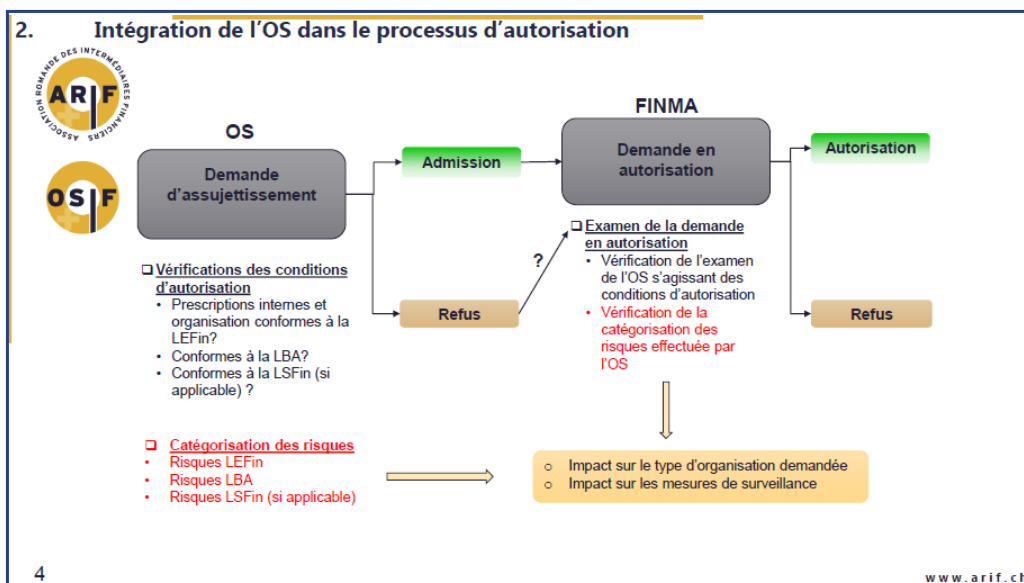 2. Intégration de l'OS dans le processus d'autorisation
ASSOCIATION ROMANDE DES INTERMÉDIAIRES FINANCIERS
ARIF
OSIF
OS
Demande
d'assujettissement
Admission
Refus
?
FINMA
Demande en
autorisation
Autorisation
Refus
❑ Vérifications des conditions
d'autorisation
• Prescriptions internes et
organisation conformes à la
LEFin?
• Conformes à la LBA?
• Conformes à la LSFin (si
applicable) ?
❑ Examen de la demande
en autorisation
• Vérification de l'examen
de l'OS s'agissant des
conditions d'autorisation
• Vérification de la
catégorisation des
risques effectuée par
l'OS
❑ Catégorisation des risques
• Risques LEFin
• Risques LBA
• Risques LSFin (si applicable)
o Impact sur le type d'organisation demandée
o Impact sur les mesures de surveillance
4
www.arif.ch